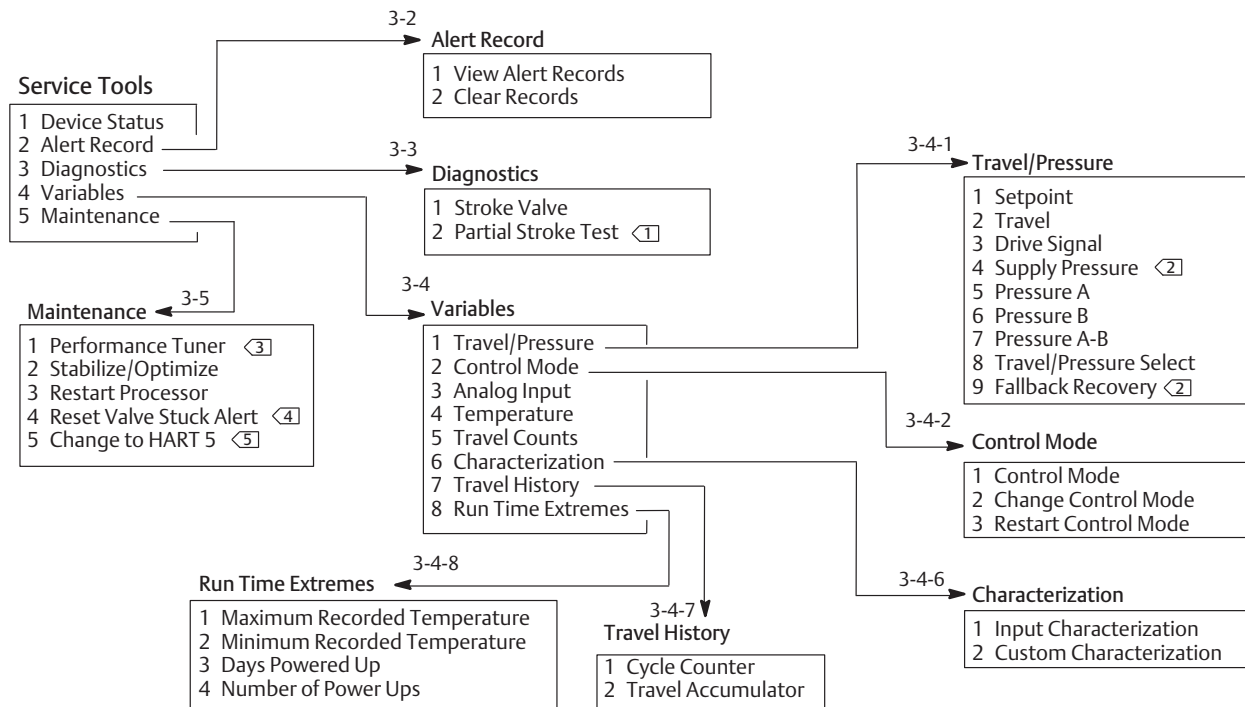 3-2
Alert Record
1 View Alert Records
2 Clear Records
Service Tools
1 Device Status
2 Alert Record
3 Diagnostics
4 Variables
5 Maintenance
3-3
Diagnostics
1 Stroke Valve
2 Partial Stroke Test 1
3-4-1
Travel/Pressure
1 Setpoint
2 Travel
3 Drive Signal
4 Supply Pressure 2
5 Pressure A
6 Pressure B
7 Pressure A-B
8 Travel/Pressure Select
9 Fallback Recovery 2
3-5
Maintenance
1 Performance Tuner 3
2 Stabilize/Optimize
3 Restart Processor
4 Reset Valve Stuck Alert 4
5 Change to HART 5 5
3-4
Variables
1 Travel/Pressure
2 Control Mode
3 Analog Input
4 Temperature
5 Travel Counts
6 Characterization
7 Travel History
8 Run Time Extremes
3-4-2
Control Mode
1 Control Mode
2 Change Control Mode
3 Restart Control Mode
3-4-8
Run Time Extremes
1 Maximum Recorded Temperature
2 Minimum Recorded Temperature
3 Days Powered Up
4 Number of Power Ups
3-4-7
Travel History
1 Cycle Counter
2 Travel Accumulator
3-4-6
Characterization
1 Input Characterization
2 Custom Characterization